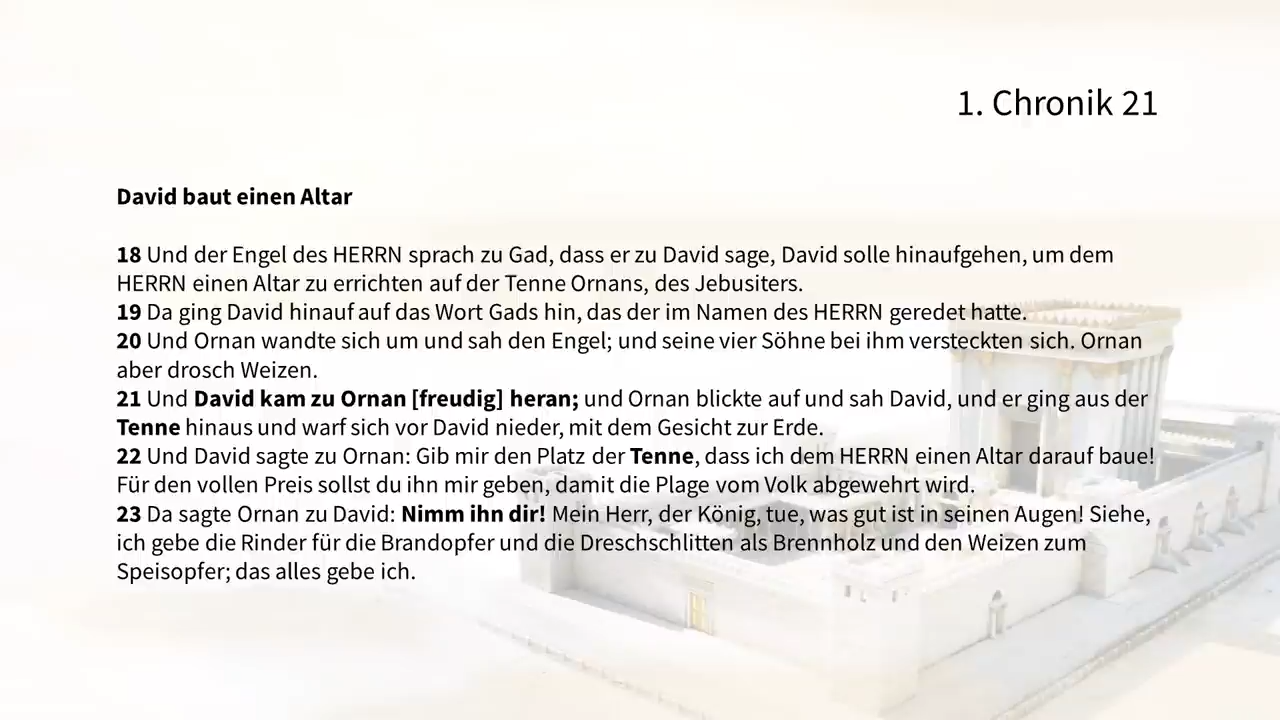 1. Chronik 21
David baut einen Altar
18 Und der Engel des HERRN sprach zu Gad, dass er zu David sage, David solle hinaufgehen, um dem
HERRN einen Altar zu errichten auf der Tenne Ornans, des Jebusiters.
19 Da ging David hinauf auf das Wort Gads hin, das der im Namen des HERRN geredet hatte.
20 Und Ornan wandte sich um und sah den Engel; und seine vier Söhne bei ihm versteckten sich. Ornan
aber drosch Weizen.
21 Und David kam zu Ornan [freudig] heran; und Ornan blickte auf und sah David, und er ging aus der
Tenne hinaus und warf sich vor David nieder, mit dem Gesicht zur Erde.
22 Und David sagte zu Ornan: Gib mir den Platz der Tenne, dass ich dem HERRN einen Altar darauf baue!
Für den vollen Preis sollst du ihn mir geben, damit die Plage vom Volk abgewehrt wird.
23 Da sagte Ornan zu David: Nimm ihn dir! Mein Herr, der König, tue, was gut ist in seinen Augen! Siehe,
ich gebe die Rinder für die Brandopfer und die Dreschschlitten als Brennholz und den Weizen zum
Speisopfer; das alles gebe ich.